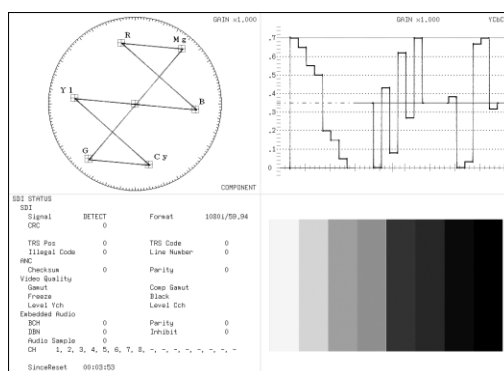 GAIN x1.000
R
Mg
Yl
B
G
Cy
COMPONENT
GAIN x1.000
YCbC
.7
.6
.5
.4
.3
.2
.1
0
SDI STATUS
SDI
Signal DETECT Format 1080i/59.94
CRC 0
TRS Pos 0 TRS Code 0
Illegal Code 0 Line Number 0
ANC
Checksum 0 Parity 0
Video Quality
Gamut Comp Gamut
Freeze Black
Level Ych Level Cch
Embedded Audio
BCH 0 Parity 0
DBN 0 Inhibit 0
Audio Sample 0
CH 1, 2, 3, 4, 5, 6, 7, 8, -, -, -, -, -, -, -, -
SinceReset 00:03:53